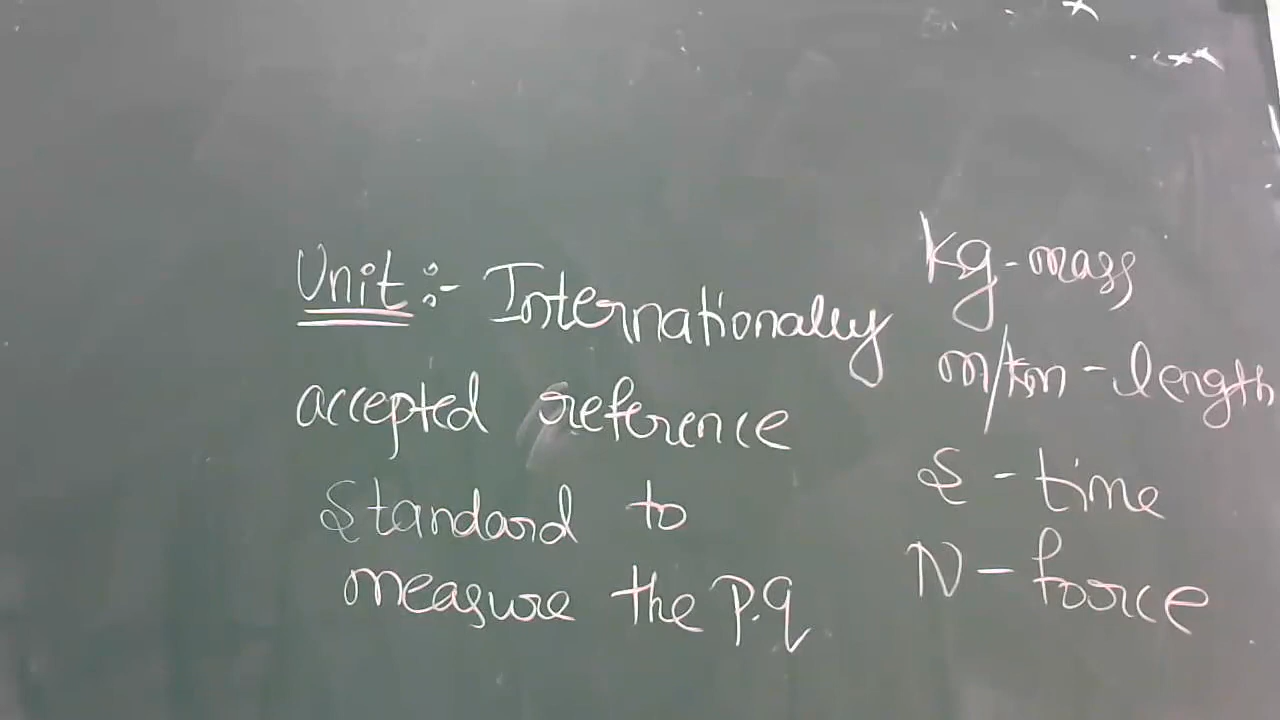 Unit :- Internationally
accepted reference
Standard to
measure the p.q
kg - mass
m/km - length
S - time
N - force